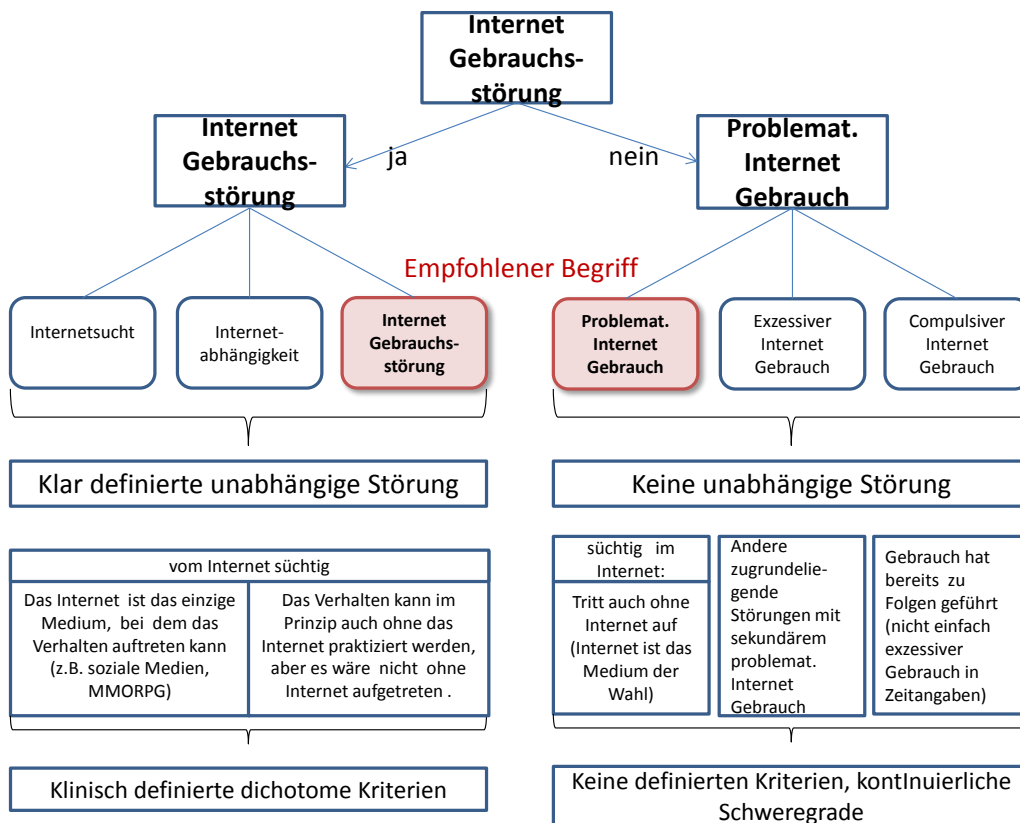 Internet
Gebrauchs-
störung
Internet
Gebrauchs-
störung
ja
nein
Problemat.
Internet
Gebrauch
Empfohlener Begriff
Internetsucht
Internet-
abhängigkeit
Internet
Gebrauchs-
störung
Problemat.
Internet
Gebrauch
Exzessiver
Internet
Gebrauch
Compulsiver
Internet
Gebrauch
Klar definierte unabhängige Störung
Keine unabhängige Störung
vom Internet süchtig
Das Internet ist das einzige
Medium, bei dem das
Verhalten auftreten kann
(z.B. soziale Medien,
MMORPG)
Das Verhalten kann im
Prinzip auch ohne das
Internet praktiziert werden,
aber es wäre nicht ohne
Internet aufgetreten .
süchtig im
Internet:
Tritt auch ohne
Internet auf
(Internet ist das
Medium der
Wahl)
Andere
zugrundelie-
gende
Störungen mit
sekundärem
problemat.
Internet
Gebrauch
Gebrauch hat
bereits zu
Folgen geführt
(nicht einfach
exzessiver
Gebrauch in
Zeitangaben)
Klinisch definierte dichotome Kriterien
Keine definierten Kriterien, kontInuierliche
Schweregrade